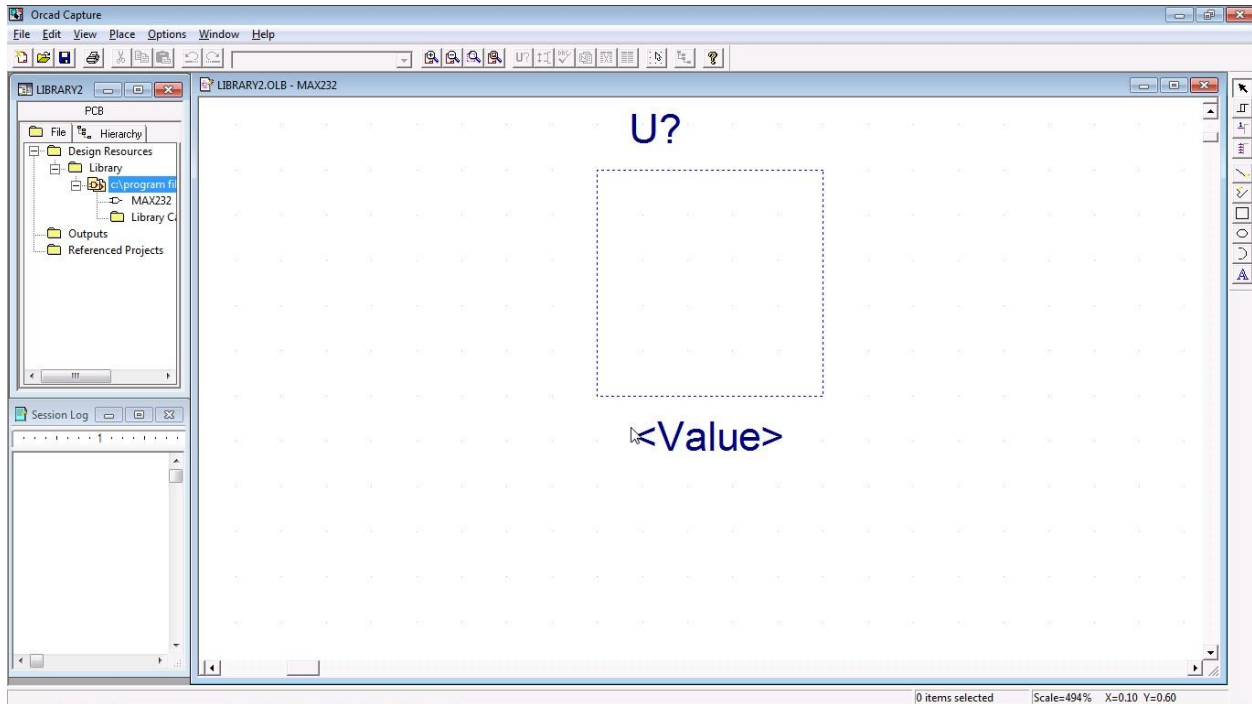 Orcad Capture
File Edit View Place Options Window Help
U?
LIBRARY2
LIBRARY2.OLB - MAX232
PCB
File Hierarchy
Design Resources
Library
c:\program fil
MAX232
Library C
Outputs
Referenced Projects
U?
<Value>
Session Log
1
A
0 items selected Scale=494% X=0.10 Y=0.60